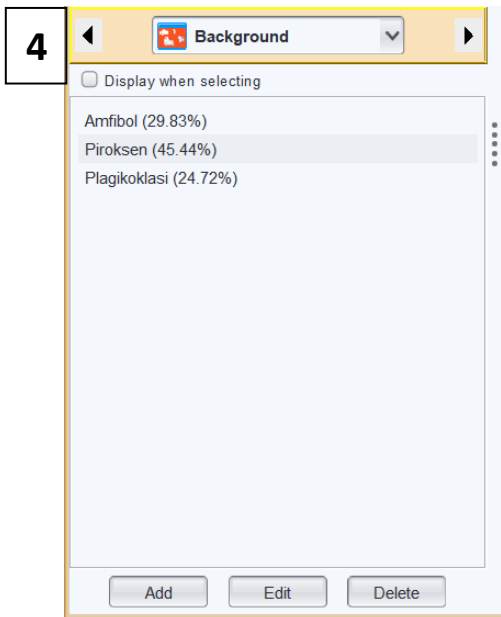 4
Background
Display when selecting
Amfibol (29.83%)
Piroksen (45.44%)
Plagikoklasi (24.72%)
Add Edit Delete